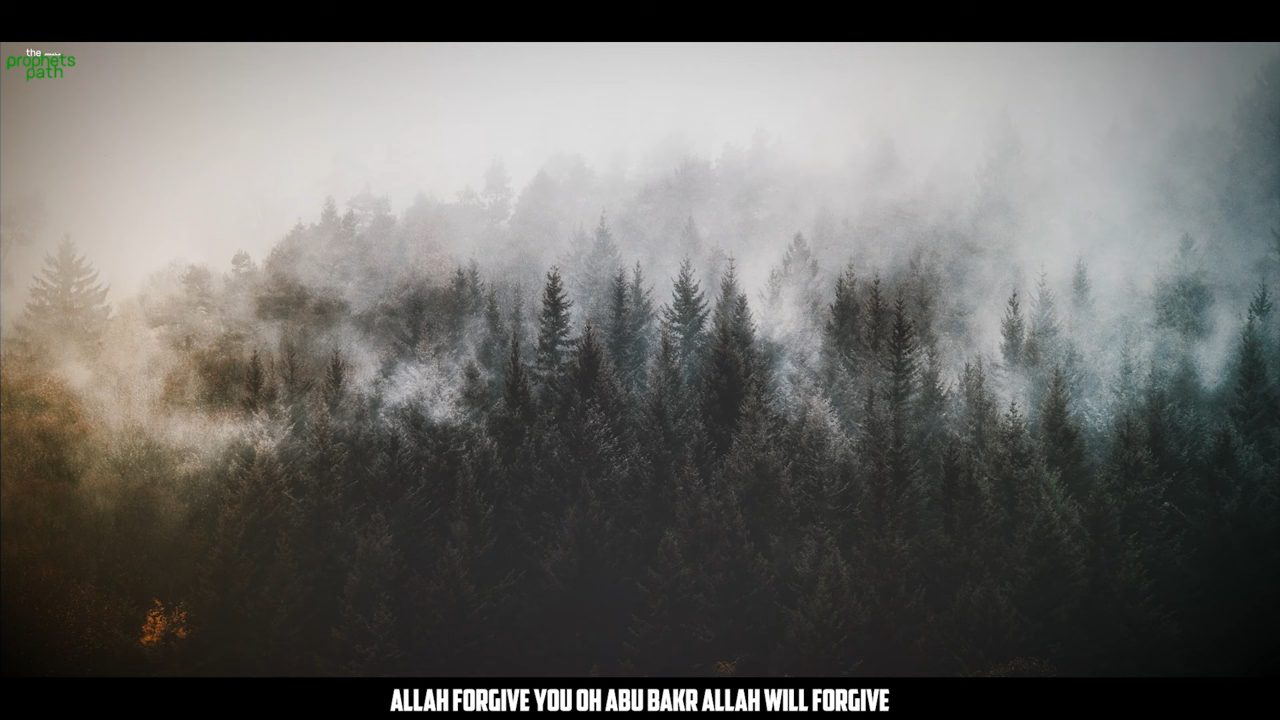 the
prophets
path
ALLAH FORGIVE YOU OH ABU BAKR ALLAH WILL FORGIVE